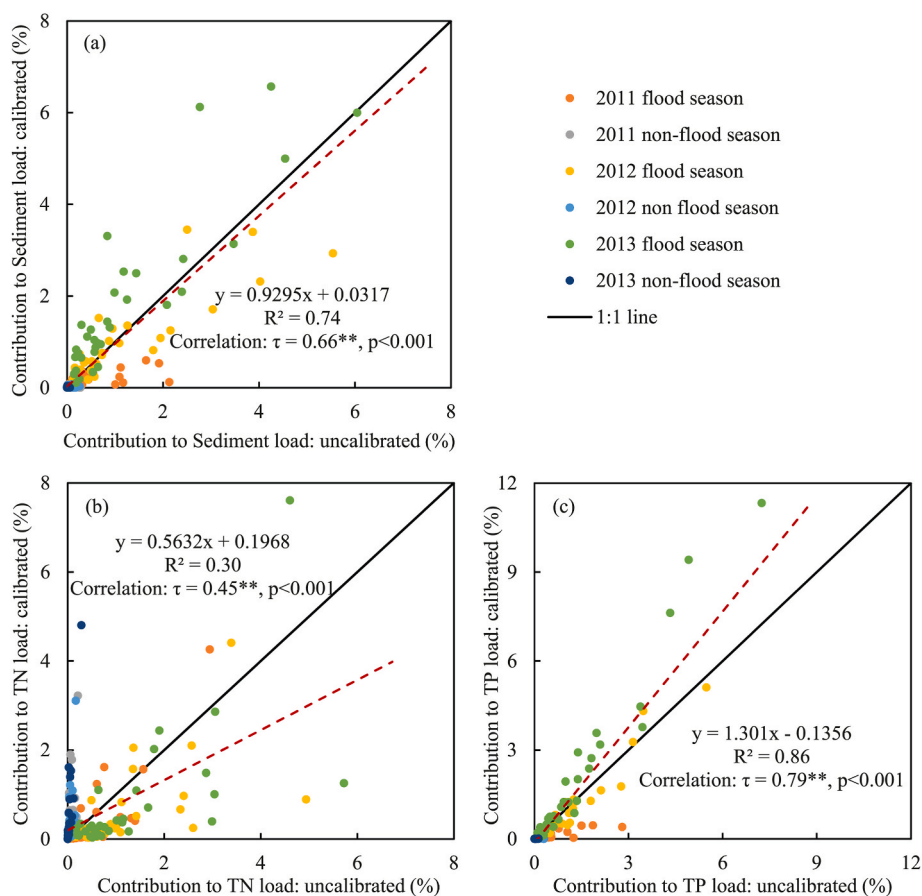 (a)
Contribution to Sediment load: calibrated (%)
8
6
4
2
0
y = 0.9295x + 0.0317
R² = 0.74
Correlation: τ = 0.66**, p<0.001
0 2 4 6 8
Contribution to Sediment load: uncalibrated (%)
2011 flood season
2011 non-flood season
2012 flood season
2012 non flood season
2013 flood season
2013 non-flood season
1:1 line
(b)
Contribution to TN load: calibrated (%)
8
6
4
2
0
y = 0.5632x + 0.1968
R² = 0.30
Correlation: τ = 0.45**, p<0.001
0 2 4 6 8
Contribution to TN load: uncalibrated (%)
(c)
Contribution to TP load: calibrated (%)
12
9
6
3
0
y = 1.301x - 0.1356
R² = 0.86
Correlation: τ = 0.79**, p<0.001
0 3 6 9 12
Contribution to TP load: uncalibrated (%)